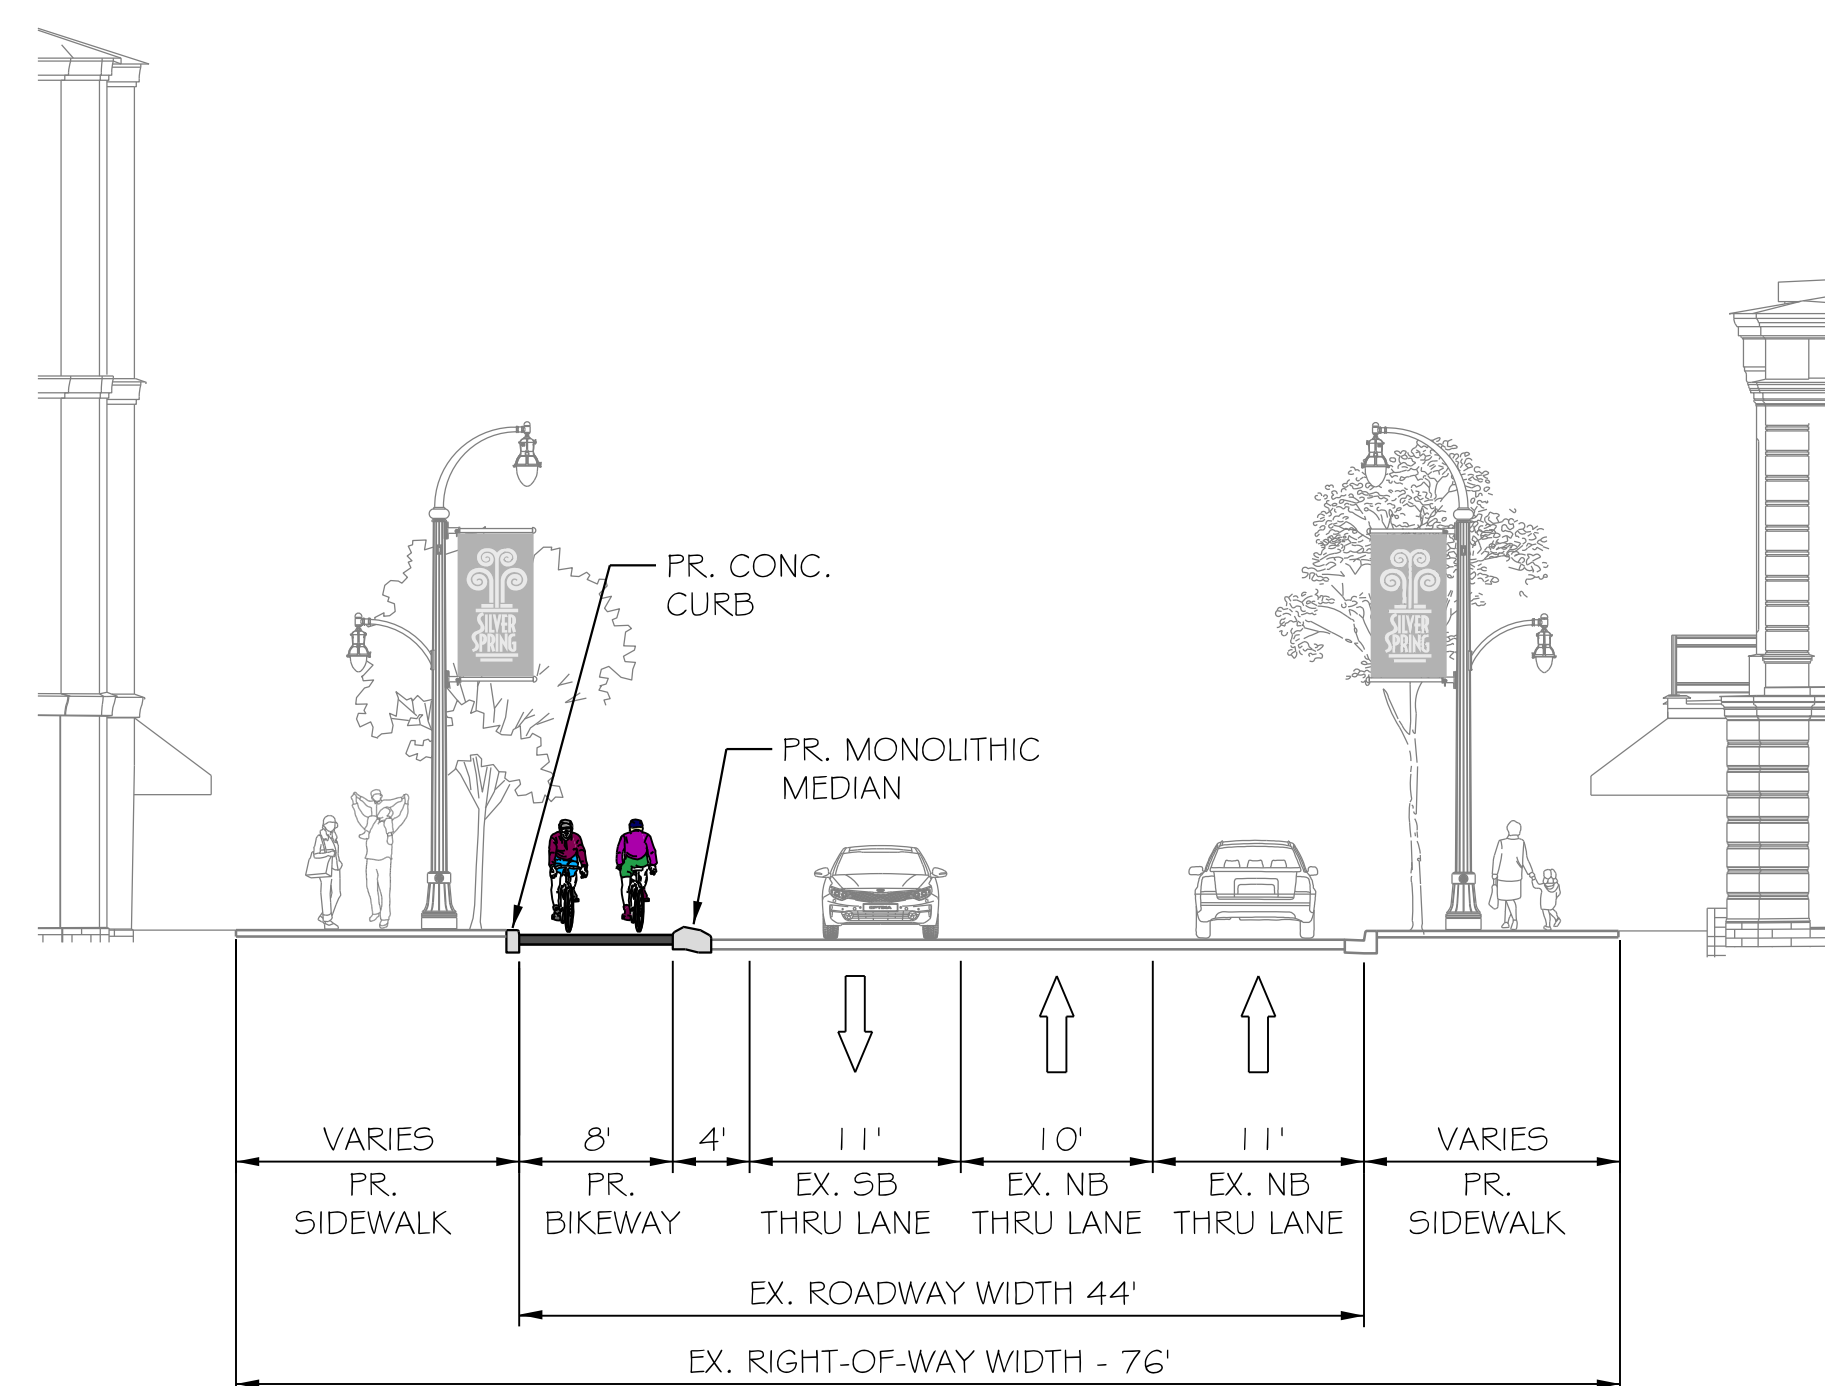 PR. CONC.
CURB
SILVER
SPRING
SILVER
SPRING
PR. MONOLITHIC
MEDIAN
VARIES
8'
4'
11'
10'
11'
VARIES
PR.
SIDEWALK
PR.
BIKEWAY
EX. SB
THRU LANE
EX. NB
THRU LANE
EX. NB
THRU LANE
PR.
SIDEWALK
EX. ROADWAY WIDTH 44'
EX. RIGHT-OF-WAY WIDTH - 76'